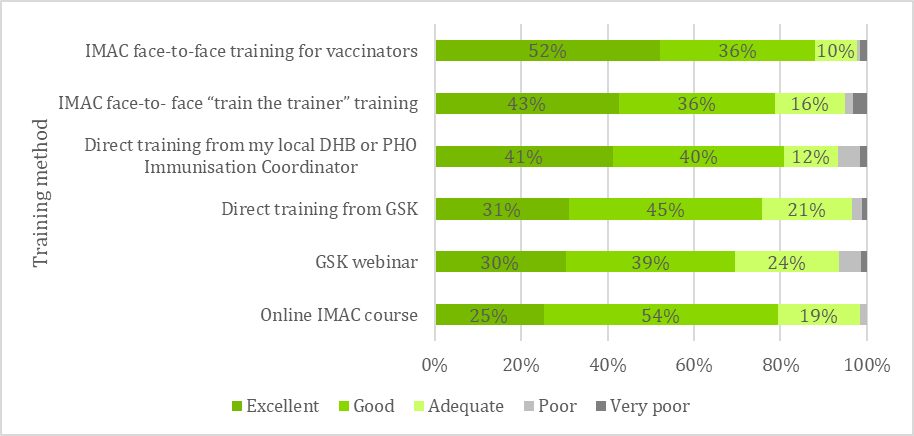 Training method
IMAC face-to-face training for vaccinators
52% 36% 10%
IMAC face-to- face “train the trainer” training
43% 36% 16%
Direct training from my local DHB or PHO
Immunisation Coordinator
41% 40% 12%
Direct training from GSK
31% 45% 21%
GSK webinar
30% 39% 24%
Online IMAC course
25% 54% 19%
0% 20% 40% 60% 80% 100%
Excellent Good Adequate Poor Very poor